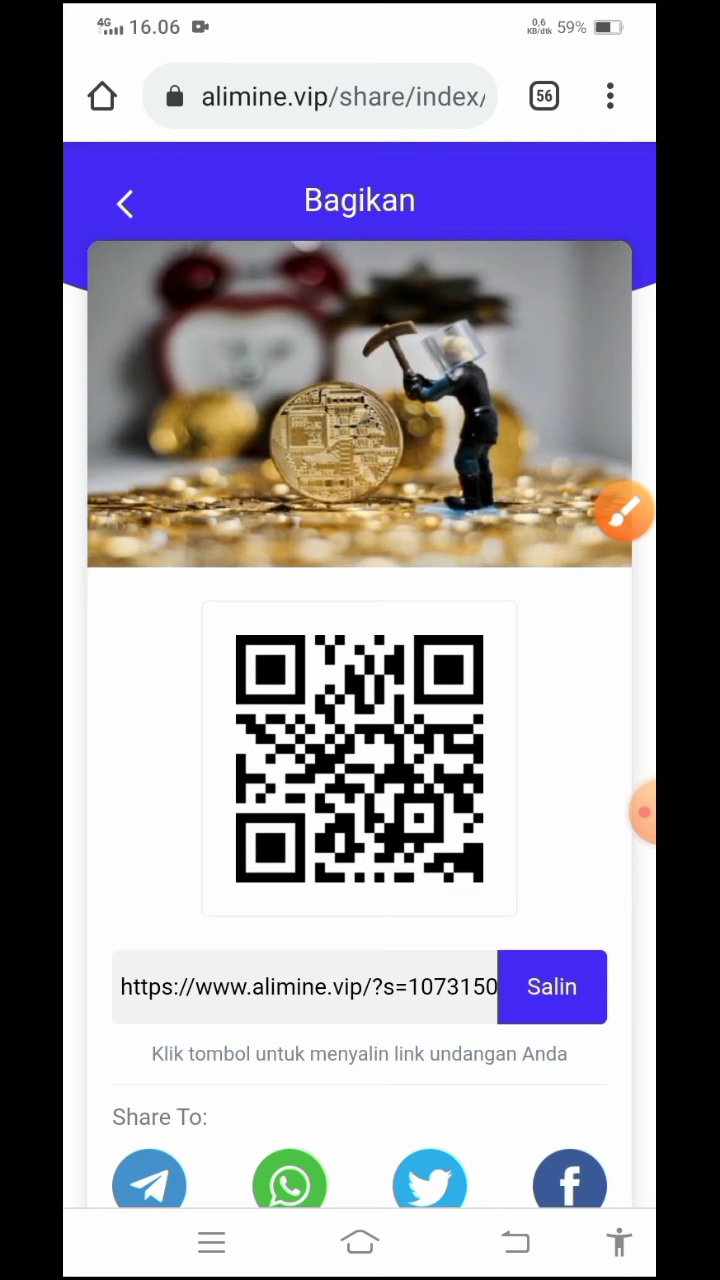 4G 16.06 0,6 KB/dtk 59%
alimine.vip/share/index/ 56
Bagikan
https://www.alimine.vip/?s=1073150 Salin
Klik tombol untuk menyalin link undangan Anda
Share To: